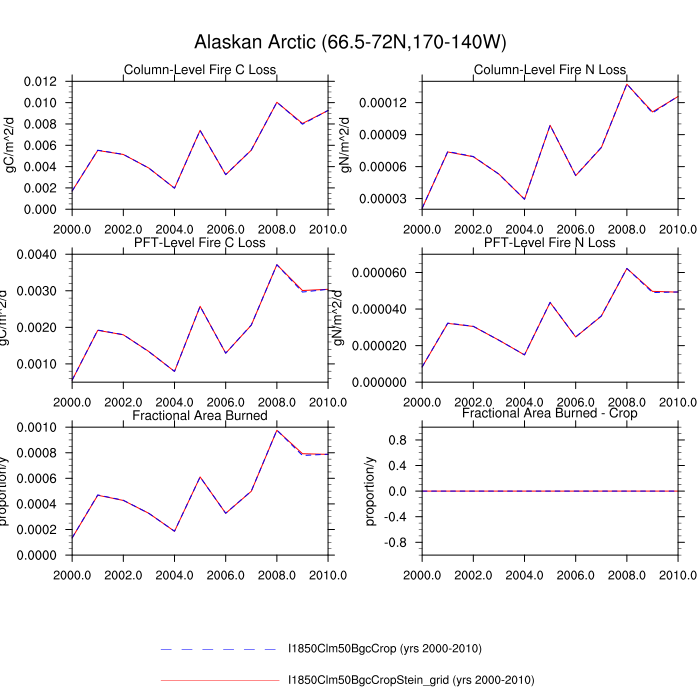 Alaskan Arctic (66.5-72N,170-140W)
Column-Level Fire C Loss
gC/m^2/d
0.012
0.010
0.008
0.006
0.004
0.002
0.000
2000.0 2002.0 2004.0 2006.0 2008.0 2010.0
Column-Level Fire N Loss
gN/m^2/d
0.00012
0.00009
0.00006
0.00003
2000.0 2002.0 2004.0 2006.0 2008.0 2010.0
PFT-Level Fire C Loss
gC/m^2/d
0.0040
0.0030
0.0020
0.0010
2000.0 2002.0 2004.0 2006.0 2008.0 2010.0
PFT-Level Fire N Loss
gN/m^2/d
0.000060
0.000040
0.000020
0.000000
2000.0 2002.0 2004.0 2006.0 2008.0 2010.0
Fractional Area Burned
proportion/y
0.0010
0.0008
0.0006
0.0004
0.0002
0.0000
2000.0 2002.0 2004.0 2006.0 2008.0 2010.0
Fractional Area Burned - Crop
proportion/y
0.8
0.4
0.0
-0.4
-0.8
2000.0 2002.0 2004.0 2006.0 2008.0 2010.0
I1850Clm50BgcCrop (yrs 2000-2010)
I1850Clm50BgcCropStein_grid (yrs 2000-2010)